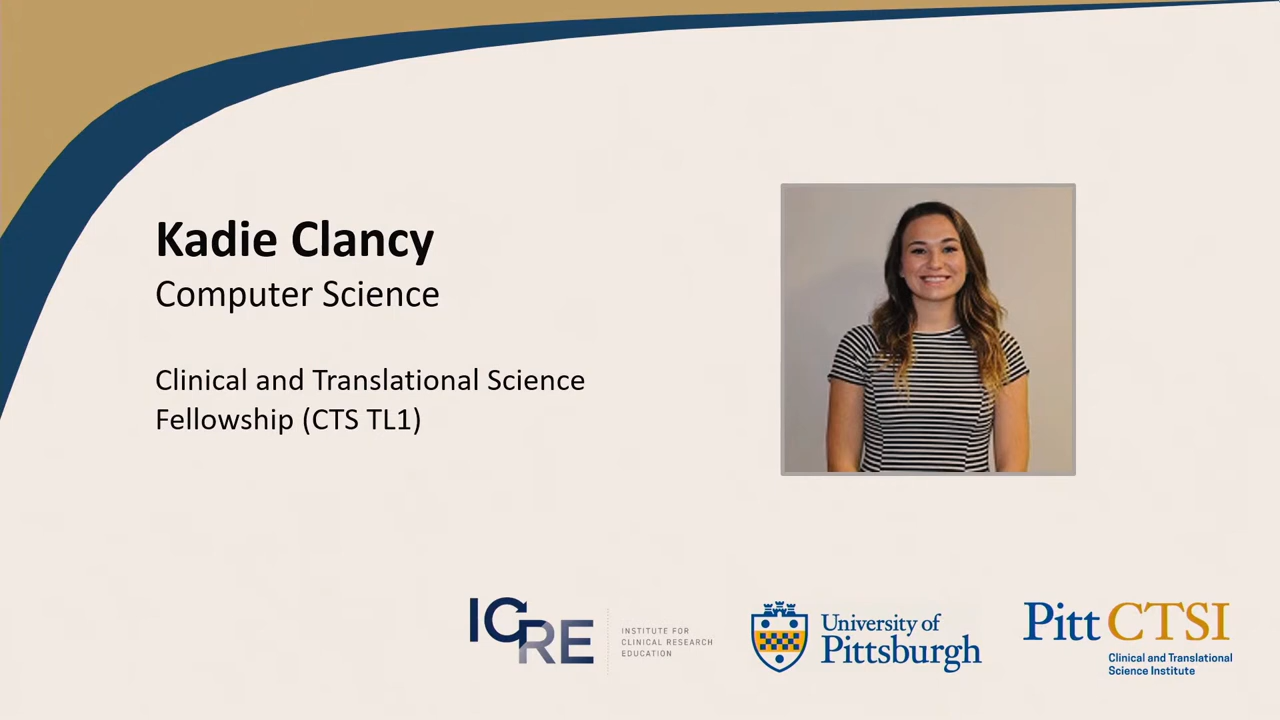 Kadie Clancy
Computer Science
Clinical and Translational Science
Fellowship (CTS TL1)
ICRE
INSTITUTE FOR
CLINICAL RESEARCH
EDUCATION
University of
Pittsburgh
Pitt CTSI
Clinical and Translational
Science Institute